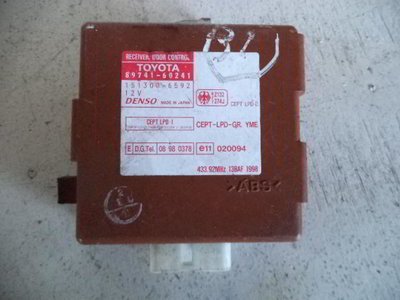 RECEIVER, DOOR CONTROL
TOYOTA
89741-60241
151300-6592
12V
DENSO MADE IN JAPAN
CEPT LPD-D
CEPT LPD-I
CEPT-LPD-GR. YME
E D.G.Tel. 08 98 0378 e11 020094
433.92MHz 13BAF 1998
>ABS<